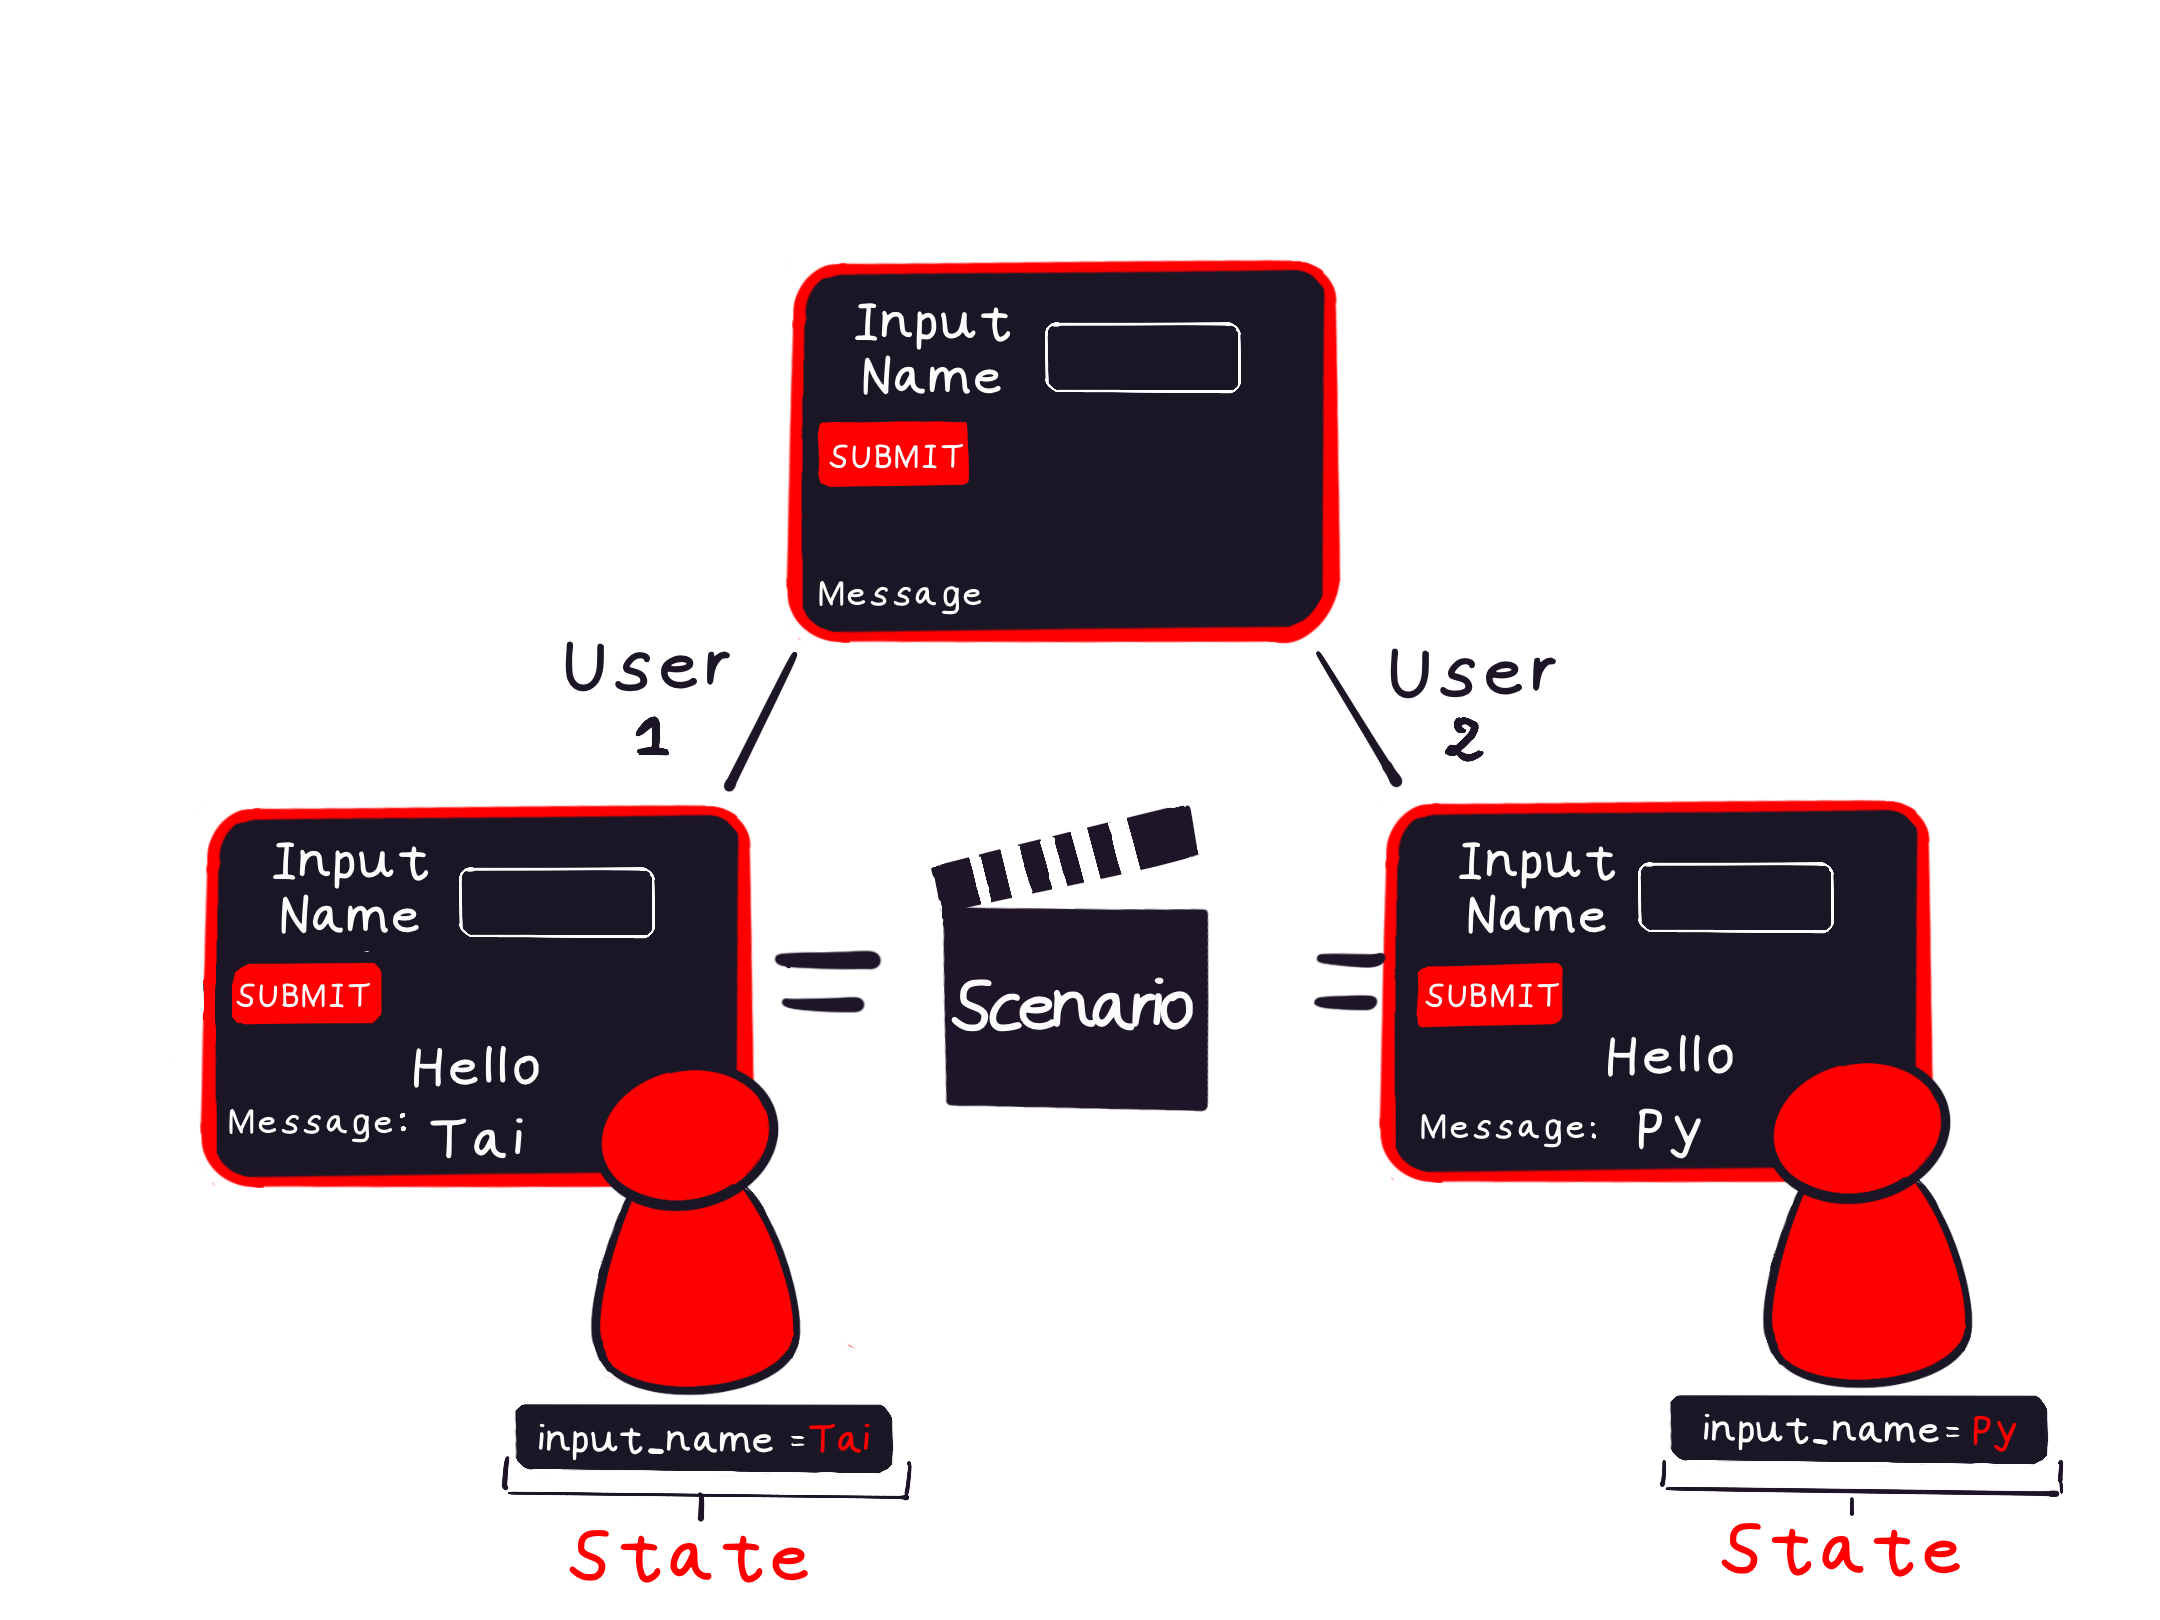 Input
Name
SUBMIT
Message
User
1
User
2
Input
Name
SUBMIT
Hello
Message: Tai
Scenario
Input
Name
SUBMIT
Hello
Message: Py
input_name =Tai
State
input_name= Py
State